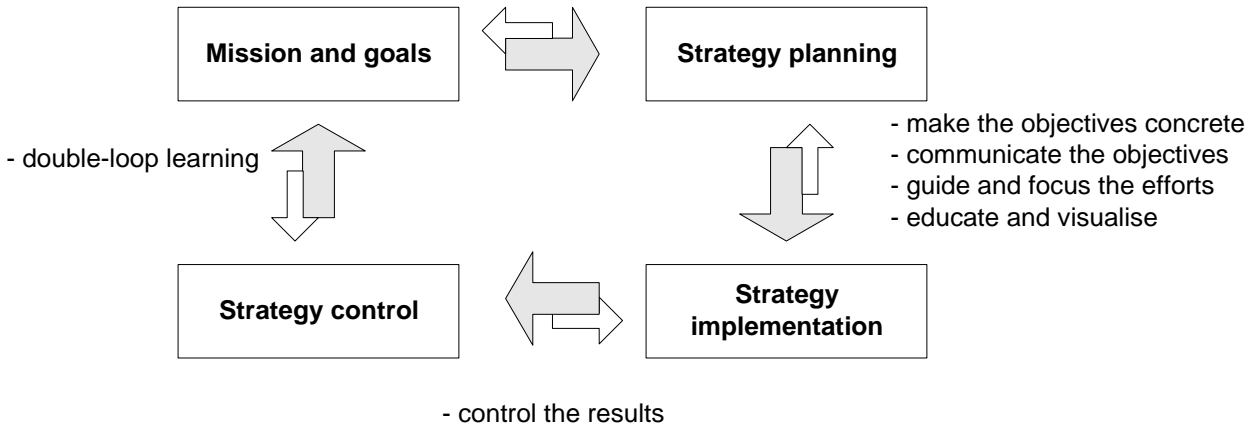 Mission and goals
Strategy planning
- make the objectives concrete
- communicate the objectives
- guide and focus the efforts
- educate and visualise
- double-loop learning
Strategy control
Strategy
implementation
- control the results